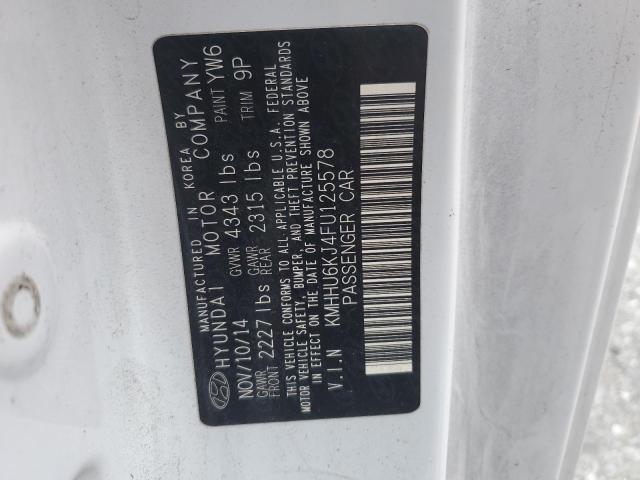 MANUFACTURED IN KOREA BY
HYUNDAI MOTOR COMPANY
NOV/10/14 GVWR 4343 lbs PAINT YW6
GAWR FRONT 2227 lbs GAWR REAR 2315 lbs TRIM 9P
THIS VEHICLE CONFORMS TO ALL APPLICABLE U.S.A. FEDERAL
MOTOR VEHICLE SAFETY, BUMPER, AND THEFT PREVENTION STANDARDS
IN EFFECT ON THE DATE OF MANUFACTURE SHOWN ABOVE
V.I.N KMHHU6KJ4FU125578
PASSENGER CAR